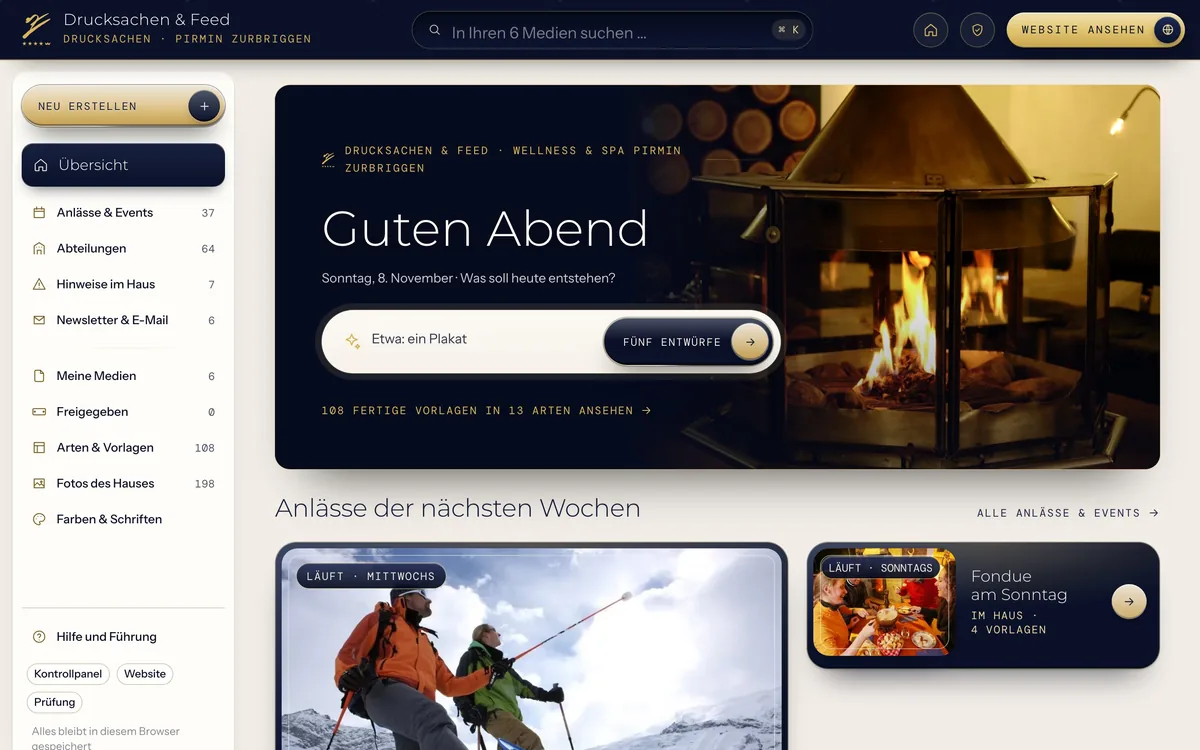 Drucksachen & Feed
DRUCKSACHEN · PIRMIN ZURBRIGGEN
In Ihren 6 Medien suchen ...
⌘ K
WEBSITE ANSEHEN
NEU ERSTELLEN
Übersicht
Anlässe & Events 37
Abteilungen 64
Hinweise im Haus 7
Newsletter & E-Mail 6
Meine Medien 6
Freigegeben 0
Arten & Vorlagen 108
Fotos des Hauses 198
Farben & Schriften
Hilfe und Führung
Kontrollpanel Website
Prüfung
Alles bleibt in diesem Browser
gespeichert
DRUCKSACHEN & FEED · WELLNESS & SPA PIRMIN
ZURBRIGGEN
Guten Abend
Sonntag, 8. November · Was soll heute entstehen?
Etwa: ein Plakat
FÜNF ENTWÜRFE →
108 FERTIGE VORLAGEN IN 13 ARTEN ANSEHEN →
Anlässe der nächsten Wochen
ALLE ANLÄSSE & EVENTS →
LÄUFT · MITTWOCHS
LÄUFT · SONNTAGS
Fondue
am Sonntag
IM HAUS ·
4 VORLAGEN